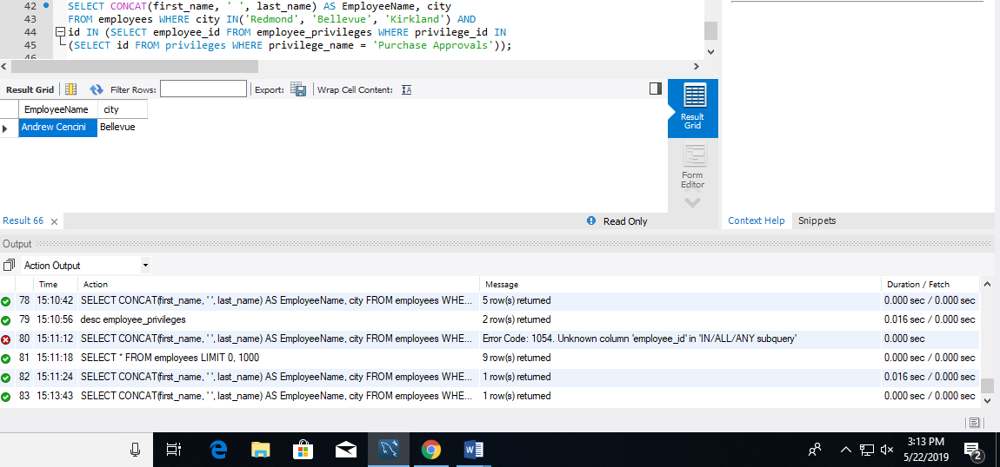 42 SELECT CONCAT(first_name, ' ', last_name) AS EmployeeName, city
43 FROM employees WHERE city IN('Redmond', 'Bellevue', 'Kirkland') AND
44 id IN (SELECT employee_id FROM employee_privileges WHERE privilege_id IN
45 (SELECT id FROM privileges WHERE privilege_name = 'Purchase Approvals'));
46
Result Grid Filter Rows: Export: Wrap Cell Content: IA
EmployeeName city
Andrew Cencini Bellevue
Result Grid
Form Editor
Result 66 × Read Only Context Help Snippets
Output
Action Output
Time Action Message Duration / Fetch
78 15:10:42 SELECT CONCAT(first_name, ' ', last_name) AS EmployeeName, city FROM employees WHE... 5 row(s) returned 0.000 sec / 0.000 sec
79 15:10:56 desc employee_privileges 2 row(s) returned 0.016 sec / 0.000 sec
80 15:11:12 SELECT CONCAT(first_name, ' ', last_name) AS EmployeeName, city FROM employees WHE... Error Code: 1054. Unknown column 'employee_id' in 'IN/ALL/ANY subquery' 0.000 sec
81 15:11:18 SELECT * FROM employees LIMIT 0, 1000 9 row(s) returned 0.000 sec / 0.000 sec
82 15:11:24 SELECT CONCAT(first_name, ' ', last_name) AS EmployeeName, city FROM employees WHE... 1 row(s) returned 0.016 sec / 0.000 sec
83 15:13:43 SELECT CONCAT(first_name, ' ', last_name) AS EmployeeName, city FROM employees WHE... 1 row(s) returned 0.000 sec / 0.000 sec
3:13 PM
5/22/2019
2